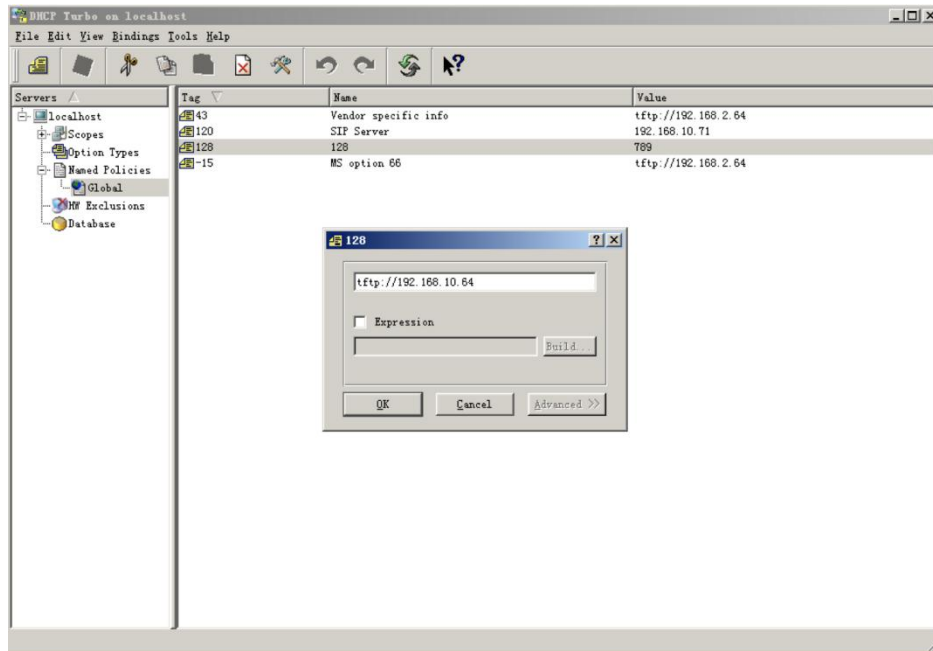 DHCP Turbo on localhost
File Edit View Bindings Tools Help
Servers Tag Name Value
localhost 43 Vendor specific info tftp://192.168.2.64
Scopes 120 SIP Server 192.168.10.71
Option Types 128 128 789
Named Policies -15 MS option 66 tftp://192.168.2.64
Global
HW Exclusions
Database
128
tftp://192.168.10.64
Expression
Build...
OK Cancel Advanced >>